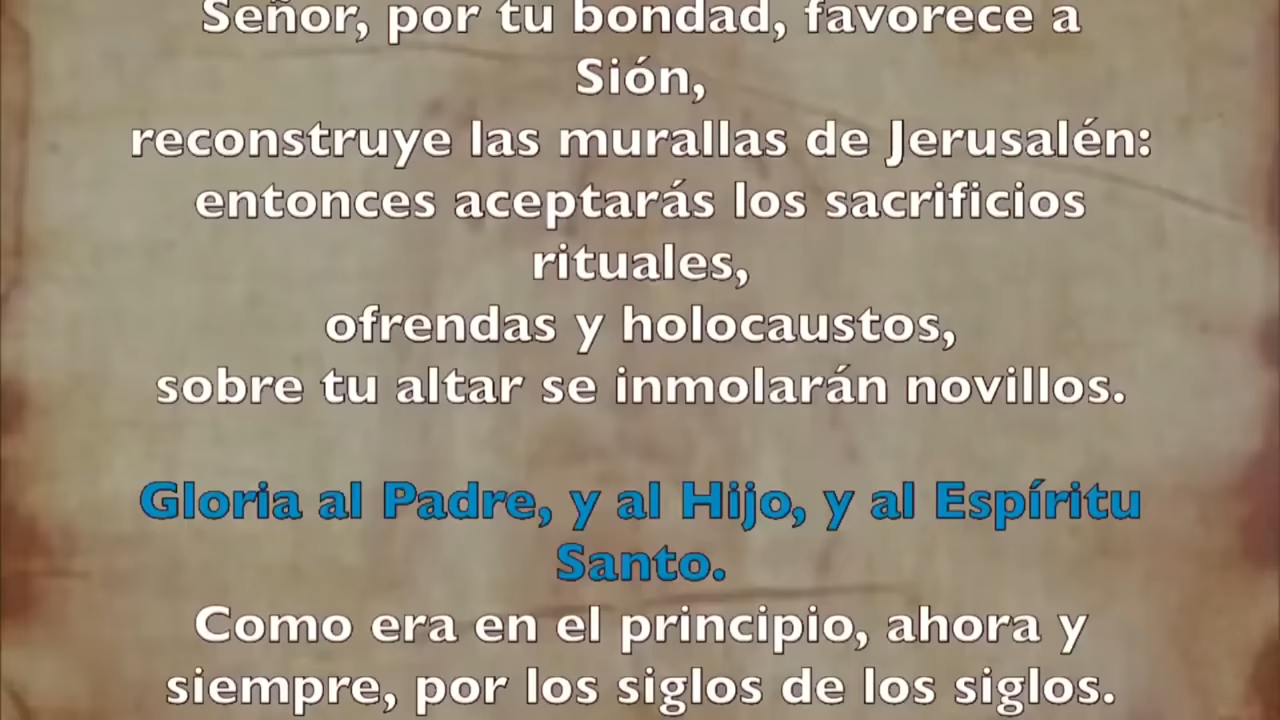 Señor, por tu bondad, favorece a
Sión,
reconstruye las murallas de Jerusalén:
entonces aceptarás los sacrificios
rituales,
ofrendas y holocaustos,
sobre tu altar se inmolarán novillos.
Gloria al Padre, y al Hijo, y al Espíritu
Santo.
Como era en el principio, ahora y
siempre, por los siglos de los siglos.